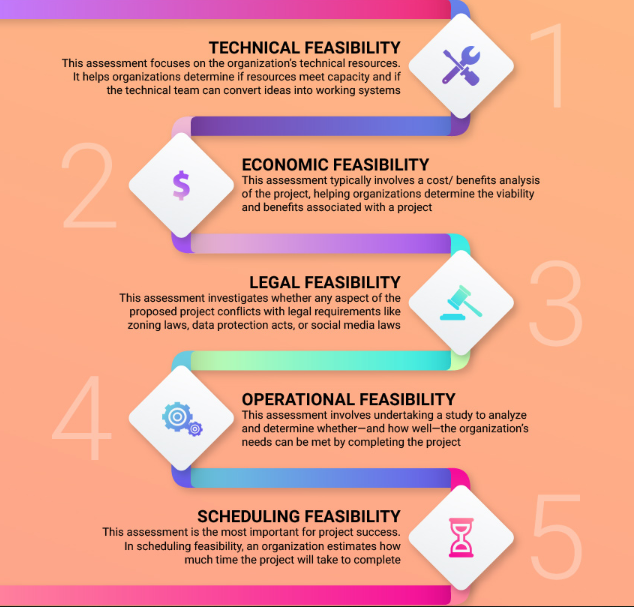 TECHNICAL FEASIBILITY
This assessment focuses on the organization's technical resources.
It helps organizations determine if resources meet capacity and if
the technical team can convert ideas into working systems
1
2
$
ECONOMIC FEASIBILITY
This assessment typically involves a cost/ benefits analysis
of the project, helping organizations determine the viability
and benefits associated with a project
LEGAL FEASIBILITY
This assessment investigates whether any aspect of the
proposed project conflicts with legal requirements like
zoning laws, data protection acts, or social media laws
3
4
OPERATIONAL FEASIBILITY
This assessment involves undertaking a study to analyze
and determine whether—and how well—the organization's
needs can be met by completing the project
SCHEDULING FEASIBILITY
This assessment is the most important for project success.
In scheduling feasibility, an organization estimates how
much time the project will take to complete
5